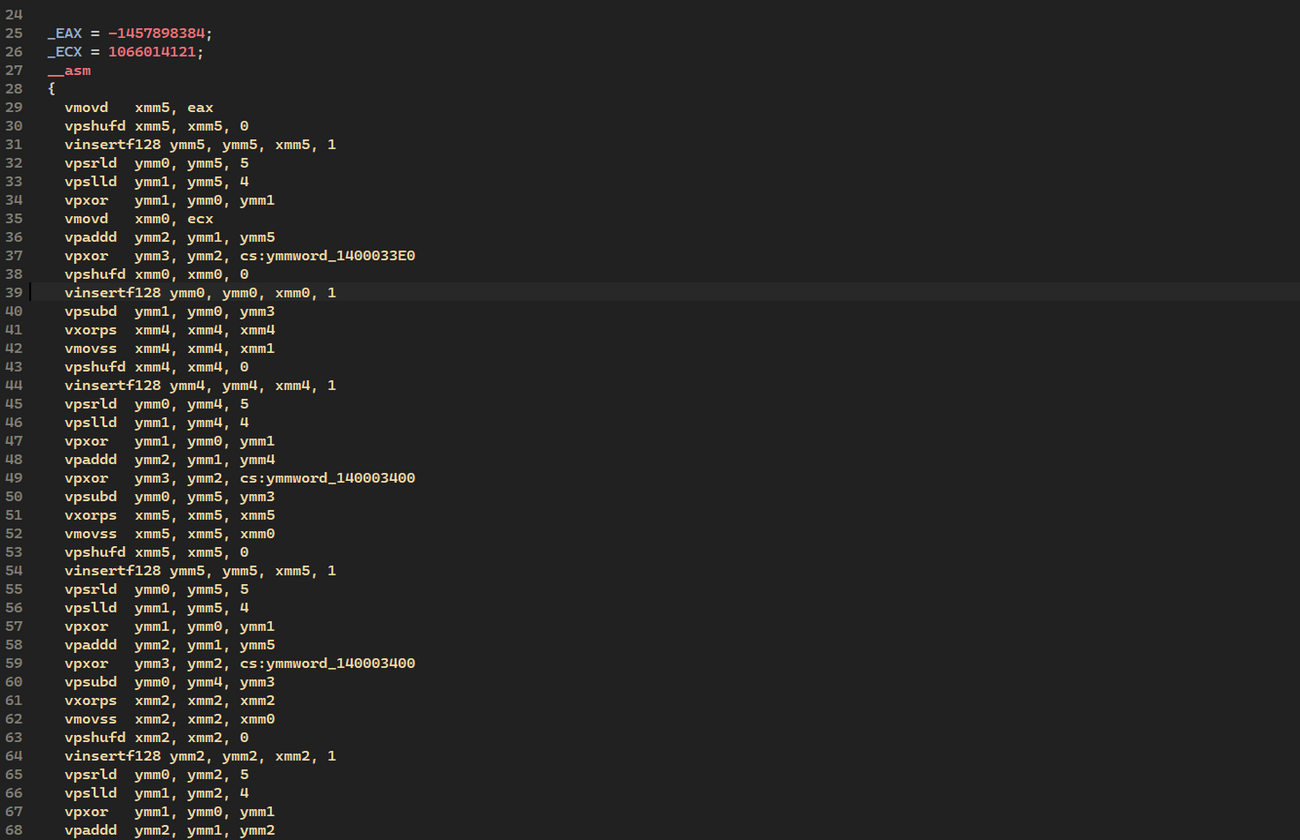 24
25 _EAX = -1457898384;
26 _ECX = 1066014121;
27 __asm
28 {
29 vmovd xmm5, eax
30 vpshufd xmm5, xmm5, 0
31 vinsertf128 ymm5, ymm5, xmm5, 1
32 vpsrld ymm0, ymm5, 5
33 vpslld ymm1, ymm5, 4
34 vpxor ymm1, ymm0, ymm1
35 vmovd xmm0, ecx
36 vpaddd ymm2, ymm1, ymm5
37 vpxor ymm3, ymm2, cs:ymmword_1400033E0
38 vpshufd xmm0, xmm0, 0
39 vinsertf128 ymm0, ymm0, xmm0, 1
40 vpsubd ymm1, ymm0, ymm3
41 vxorps xmm4, xmm4, xmm4
42 vmovss xmm4, xmm4, xmm1
43 vpshufd xmm4, xmm4, 0
44 vinsertf128 ymm4, ymm4, xmm4, 1
45 vpsrld ymm0, ymm4, 5
46 vpslld ymm1, ymm4, 4
47 vpxor ymm1, ymm0, ymm1
48 vpaddd ymm2, ymm1, ymm4
49 vpxor ymm3, ymm2, cs:ymmword_140003400
50 vpsubd ymm0, ymm5, ymm3
51 vxorps xmm5, xmm5, xmm5
52 vmovss xmm5, xmm5, xmm0
53 vpshufd xmm5, xmm5, 0
54 vinsertf128 ymm5, ymm5, xmm5, 1
55 vpsrld ymm0, ymm5, 5
56 vpslld ymm1, ymm5, 4
57 vpxor ymm1, ymm0, ymm1
58 vpaddd ymm2, ymm1, ymm5
59 vpxor ymm3, ymm2, cs:ymmword_140003400
60 vpsubd ymm0, ymm4, ymm3
61 vxorps xmm2, xmm2, xmm2
62 vmovss xmm2, xmm2, xmm0
63 vpshufd xmm2, xmm2, 0
64 vinsertf128 ymm2, ymm2, xmm2, 1
65 vpsrld ymm0, ymm2, 5
66 vpslld ymm1, ymm2, 4
67 vpxor ymm1, ymm0, ymm1
68 vpaddd ymm2, ymm1, ymm2